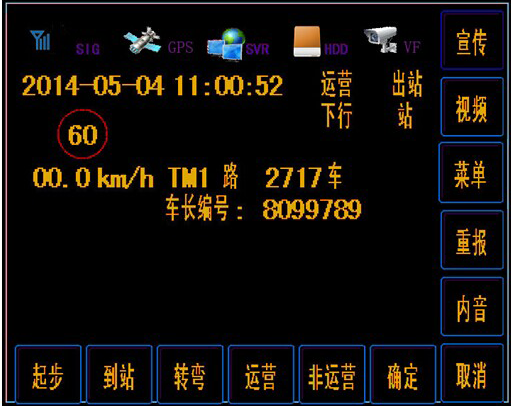 SIG GPS SVR HDD VF 宣传
2014-05-04 11:00:52 运营 出站
下行 站
视频
60
00.0 km/h TM1 路 2717 车
菜单
车长编号: 8099789
重报
内音
起步 到站 转弯 运营 非运营 确定 取消